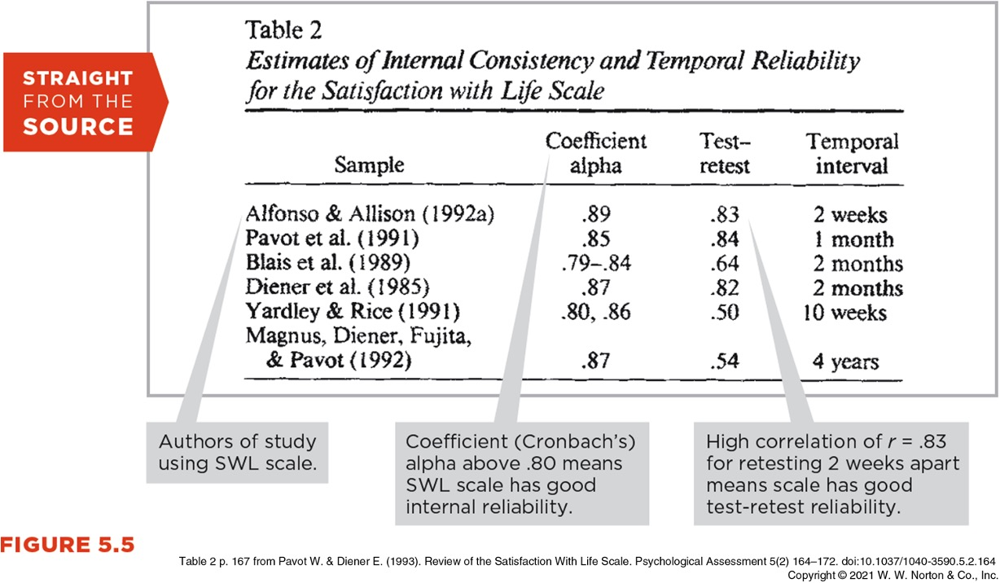 STRAIGHT
FROM THE
SOURCE
Table 2
Estimates of Internal Consistency and Temporal Reliability
for the Satisfaction with Life Scale
Sample Coefficient alpha Test–retest Temporal interval
Alfonso & Allison (1992a) .89 .83 2 weeks
Pavot et al. (1991) .85 .84 1 month
Blais et al. (1989) .79–.84 .64 2 months
Diener et al. (1985) .87 .82 2 months
Yardley & Rice (1991) .80, .86 .50 10 weeks
Magnus, Diener, Fujita,
& Pavot (1992) .87 .54 4 years
Authors of study
using SWL scale.
Coefficient (Cronbach's)
alpha above .80 means
SWL scale has good
internal reliability.
High correlation of r = .83
for retesting 2 weeks apart
means scale has good
test-retest reliability.
FIGURE 5.5
Table 2 p. 167 from Pavot W. & Diener E. (1993). Review of the Satisfaction With Life Scale. Psychological Assessment 5(2) 164–172. doi:10.1037/1040-3590.5.2.164
Copyright © 2021 W. W. Norton & Co., Inc.